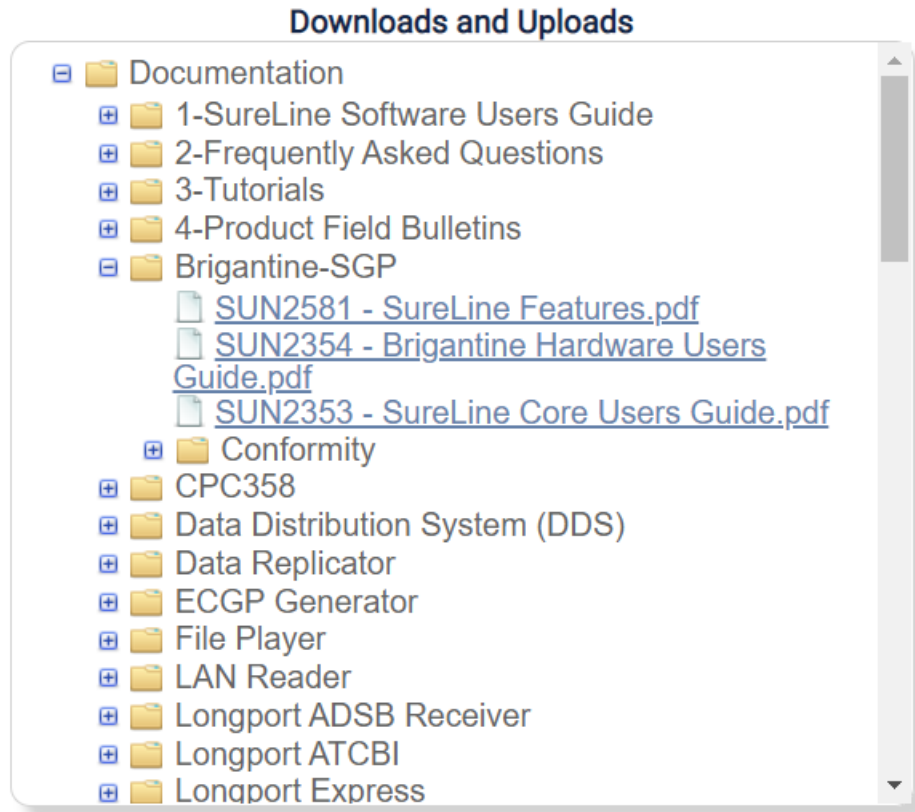 Downloads and Uploads
Documentation
1-SureLine Software Users Guide
2-Frequently Asked Questions
3-Tutorials
4-Product Field Bulletins
Brigantine-SGP
SUN2581 - SureLine Features.pdf
SUN2354 - Brigantine Hardware Users
Guide.pdf
SUN2353 - SureLine Core Users Guide.pdf
Conformity
CPC358
Data Distribution System (DDS)
Data Replicator
ECGP Generator
File Player
LAN Reader
Longport ADSB Receiver
Longport ATCBI
Longport Express